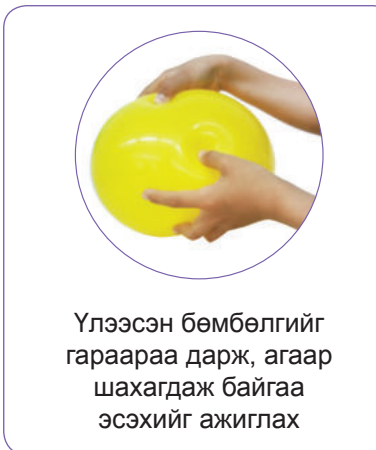 Үлээсэн бөмбөлгийг
гараараа дарж, агаар
шахагдаж байгаа
эсэхийг ажиглах